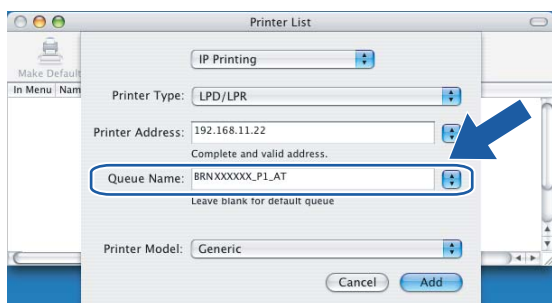 Printer List
IP Printing
Make Default
In Menu Nam
Printer Type: LPD/LPR
Printer Address: 192.168.11.22
Complete and valid address.
Queue Name: BRNXXXXXX_P1_AT
Leave blank for default queue
Printer Model: Generic
Cancel Add